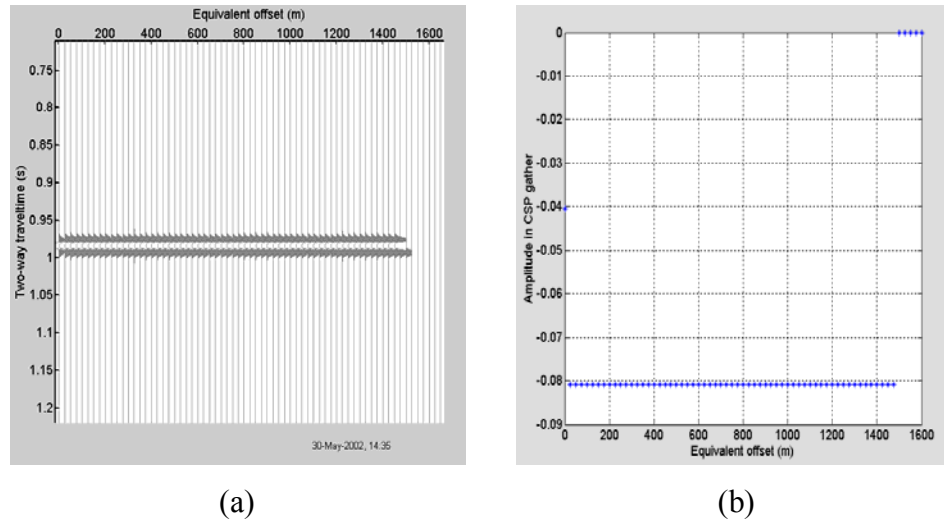 Equivalent offset (m)
0 200 400 600 800 1000 1200 1400 1600
Two-way traveltime (s)
0.75
0.8
0.85
0.9
0.95
1
1.05
1.1
1.15
1.2
30-May-2002, 14:35
(a)
Amplitude in CSP gather
0
-0.01
-0.02
-0.03
-0.04
-0.05
-0.06
-0.07
-0.08
-0.09
0 200 400 600 800 1000 1200 1400 1600
Equivalent offset (m)
(b)